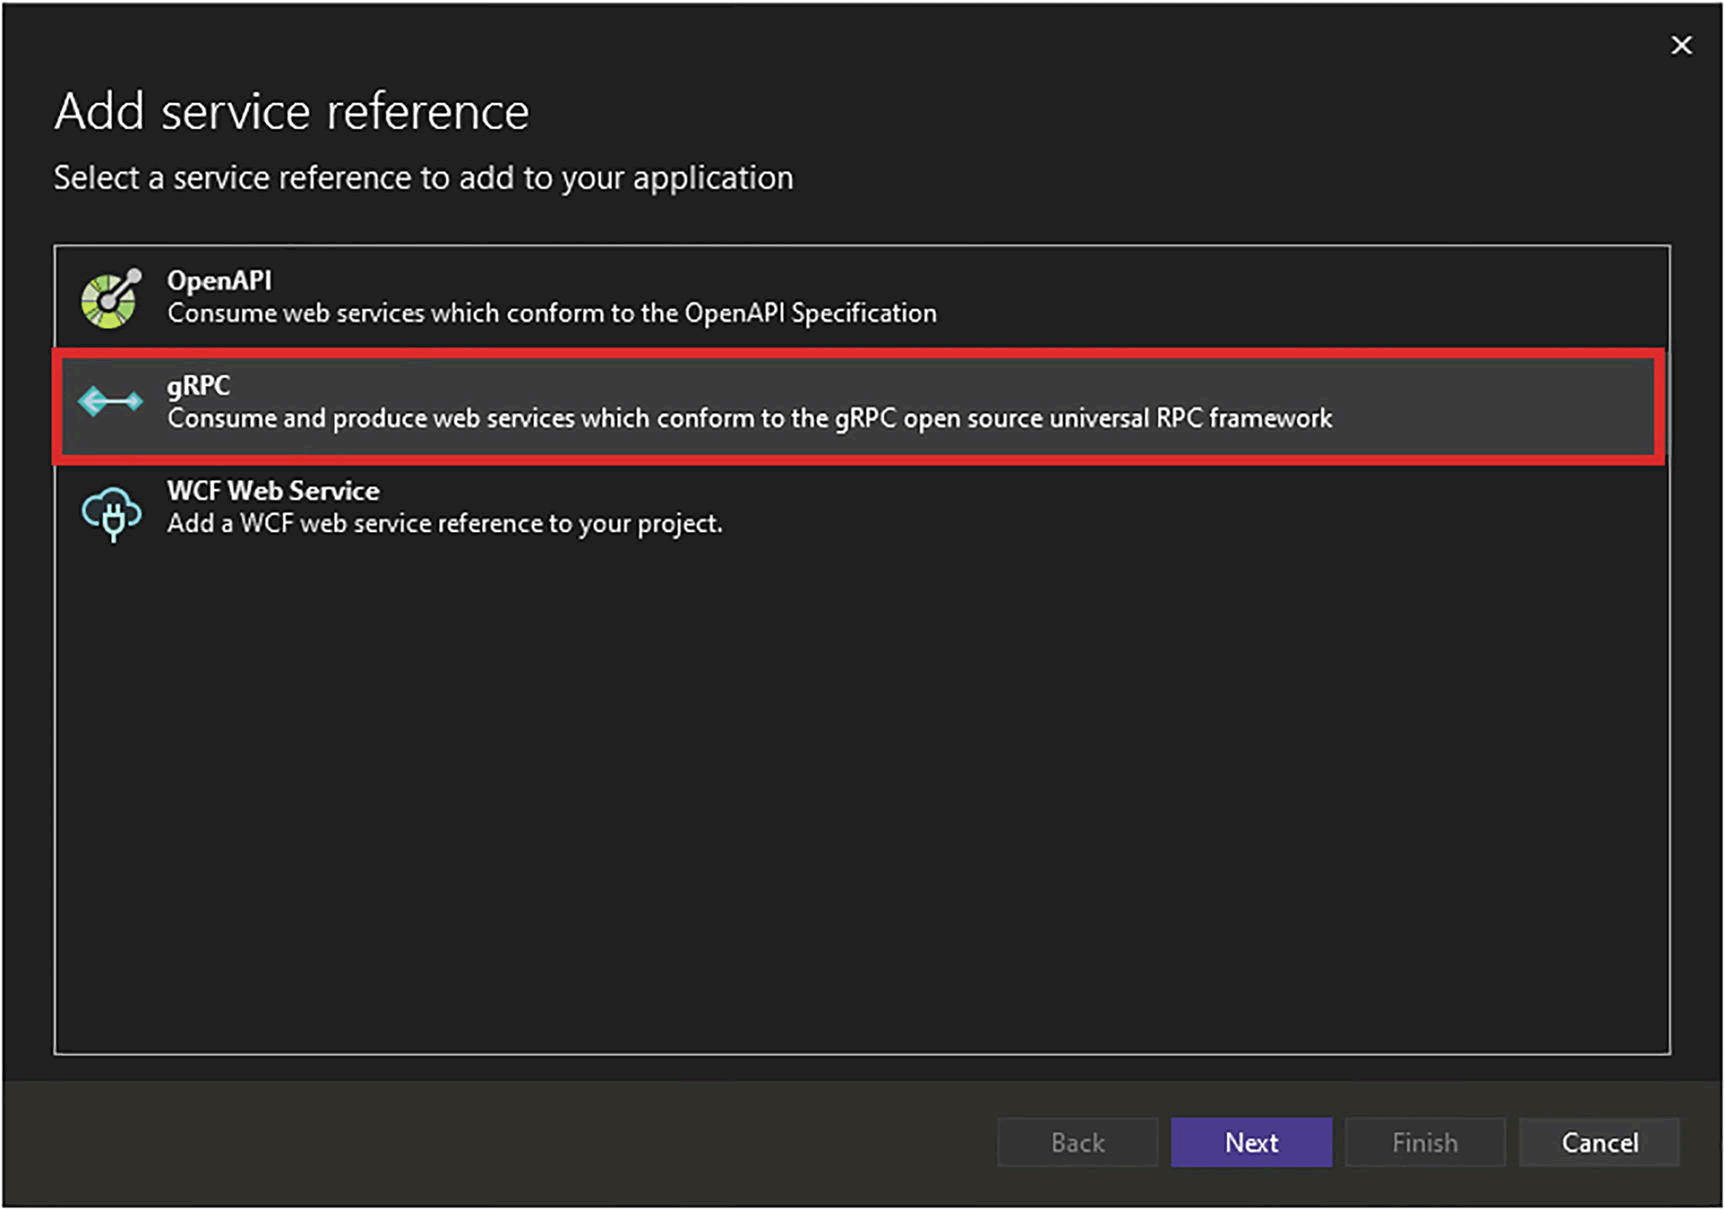 Add service reference
Select a service reference to add to your application
OpenAPI
Consume web services which conform to the OpenAPI Specification
gRPC
Consume and produce web services which conform to the gRPC open source universal RPC framework
WCF Web Service
Add a WCF web service reference to your project.
Back Next Finish Cancel